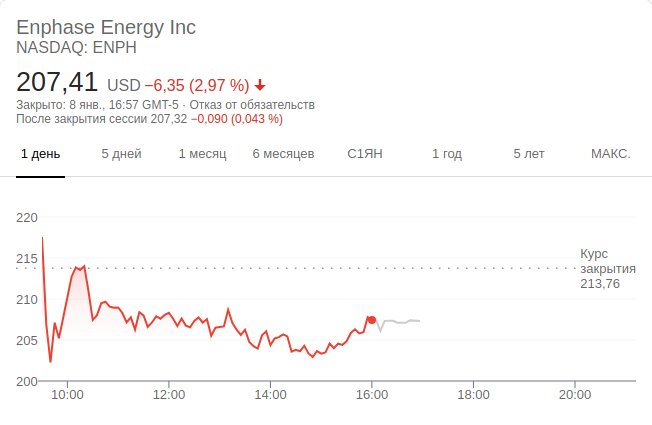 Enphase Energy Inc
NASDAQ: ENPH
207,41 USD −6,35 (2,97 %)
Закрыто: 8 янв., 16:57 GMT-5 · Отказ от обязательств
После закрытия сессии 207,32 −0,090 (0,043 %)
1 день 5 дней 1 месяц 6 месяцев С1ЯН 1 год 5 лет МАКС.
220
215
210
205
200
Курс
закрытия
213,76
10:00 12:00 14:00 16:00 18:00 20:00